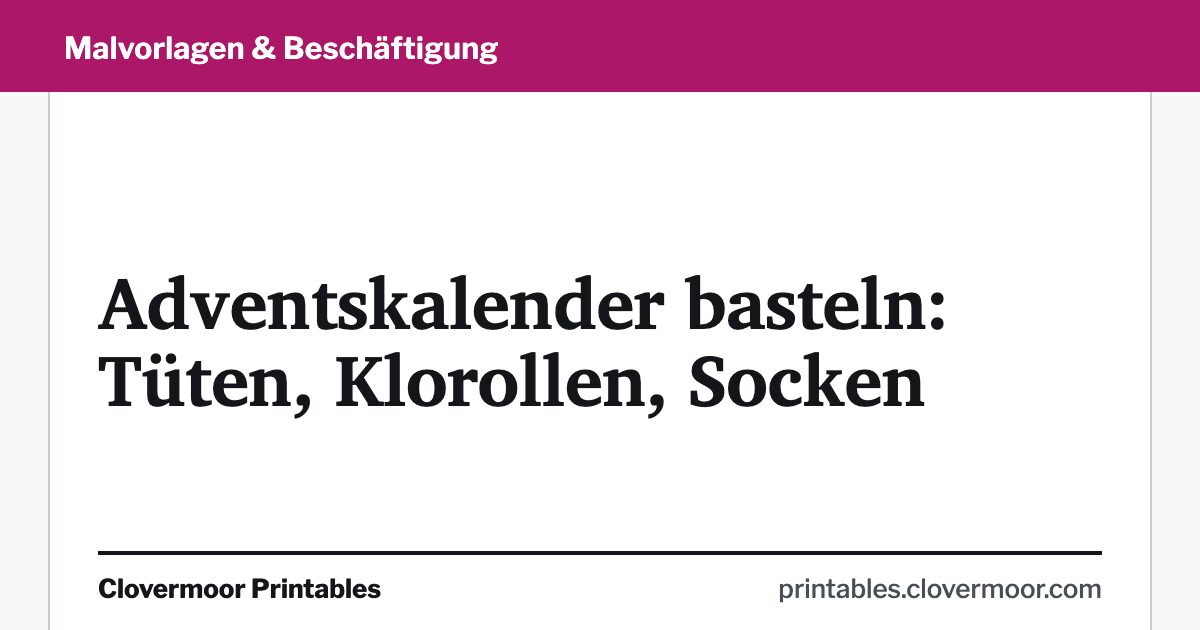 Malvorlagen & Beschäftigung
Adventskalender basteln:
Tüten, Klorollen, Socken
Clovermoor Printables
printables.clovermoor.com